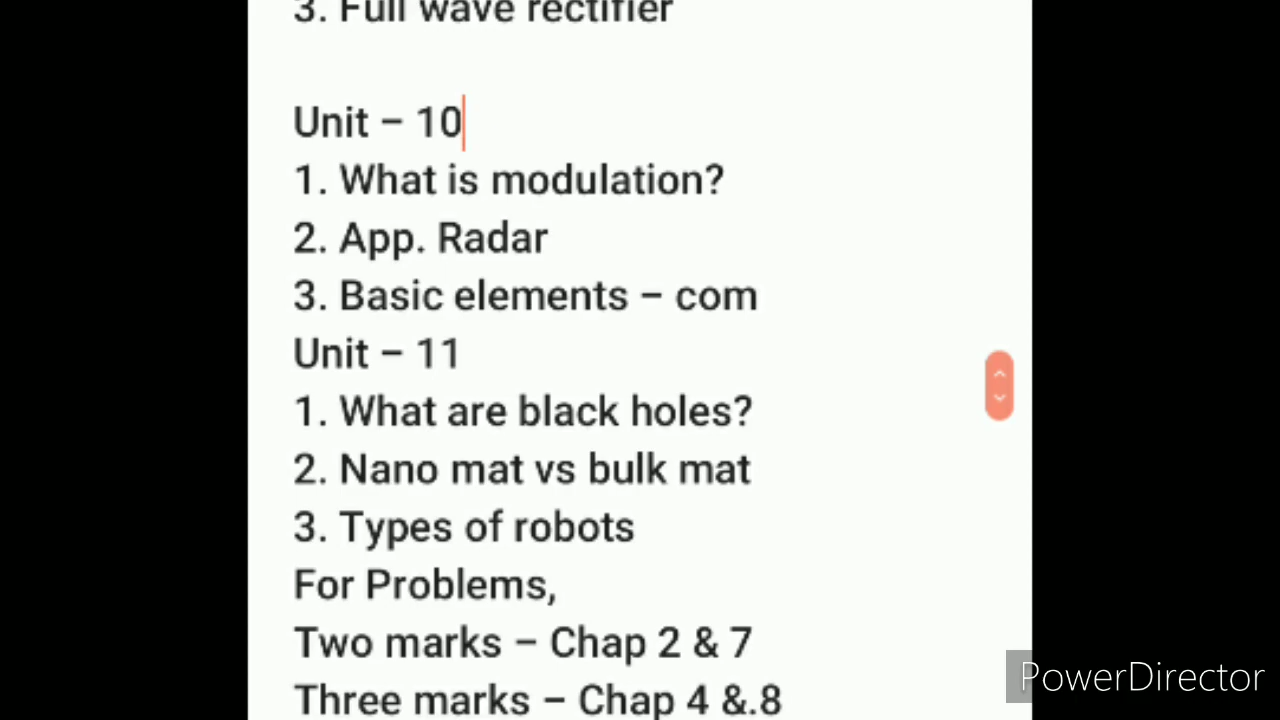 3. Full wave rectifier
Unit – 10
1. What is modulation?
2. App. Radar
3. Basic elements – com
Unit – 11
1. What are black holes?
2. Nano mat vs bulk mat
3. Types of robots
For Problems,
Two marks – Chap 2 & 7
Three marks – Chap 4 &.8
PowerDirector